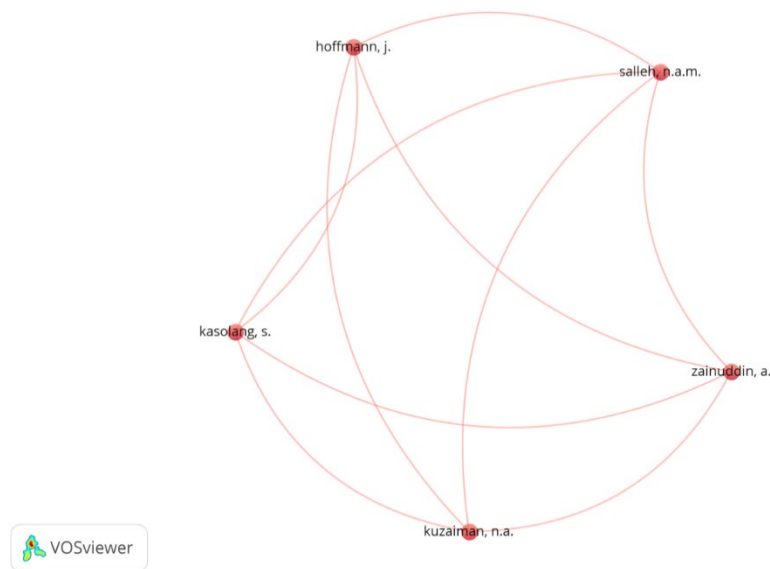 hoffmann, j.
salleh, n.a.m.
kasolang, s.
zainuddin, a.
kuzaiman, n.a.
VOSviewer